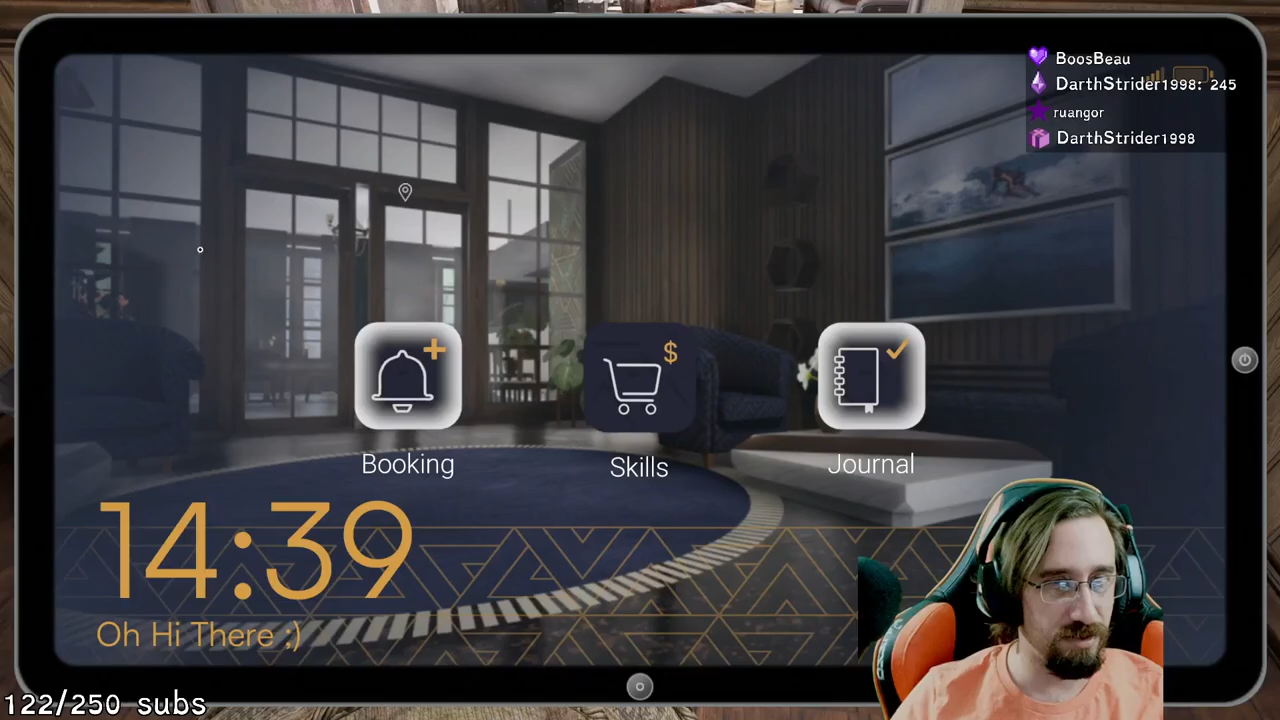 BoosBeau
DarthStrider1998: 245
ruangor
DarthStrider1998
$
Booking
Skills
Journal
14:39
Oh Hi There ;)
122/250 subs